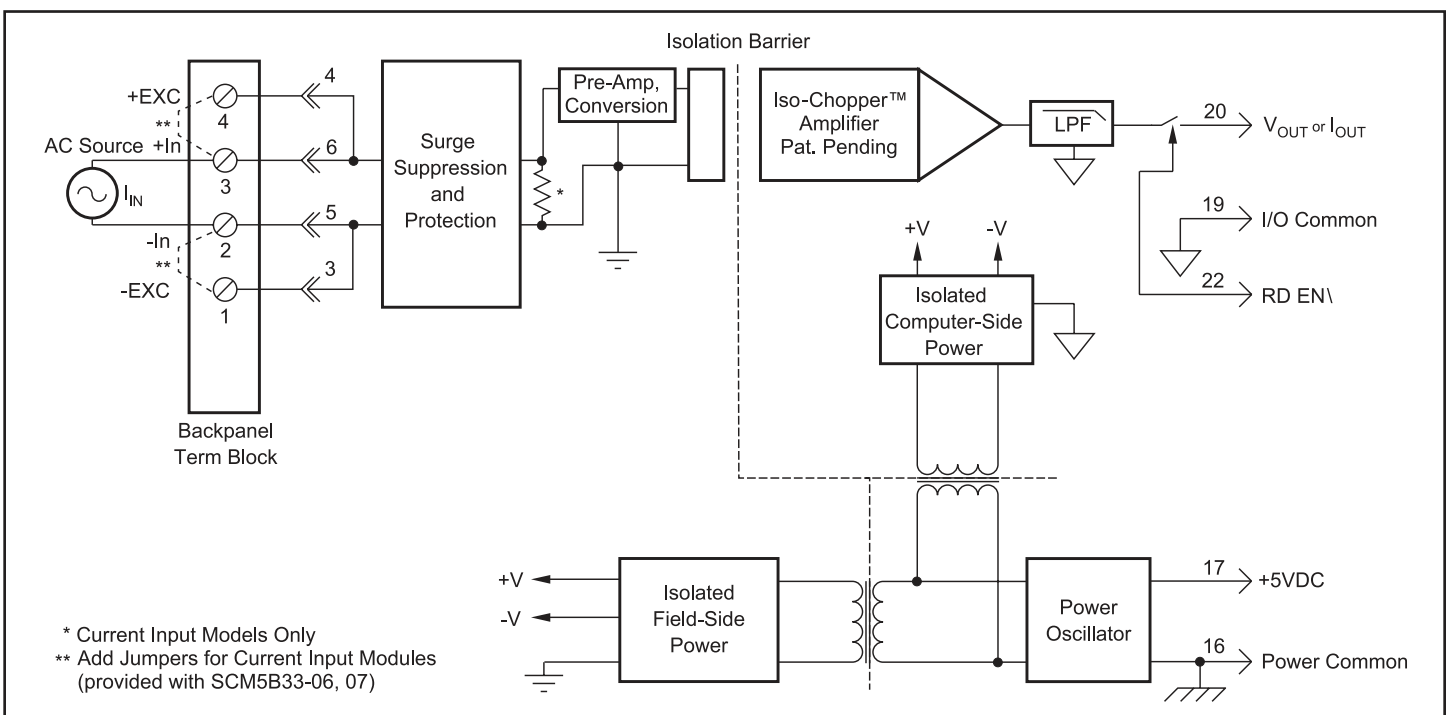 Isolation Barrier
+EXC
4
**
4
AC Source
+In
3
6
I_IN
-In
2
5
**
-EXC
1
3
Backpanel
Term Block
Surge
Suppression
and
Protection
Pre-Amp,
Conversion
*
Iso-Chopper™
Amplifier
Pat. Pending
LPF
20
V_OUT or I_OUT
19
I/O Common
22
RD EN\
+V
-V
Isolated
Computer-Side
Power
+V
-V
Isolated
Field-Side
Power
Power
Oscillator
17
+5VDC
16
Power Common
* Current Input Models Only
** Add Jumpers for Current Input Modules
(provided with SCM5B33-06, 07)